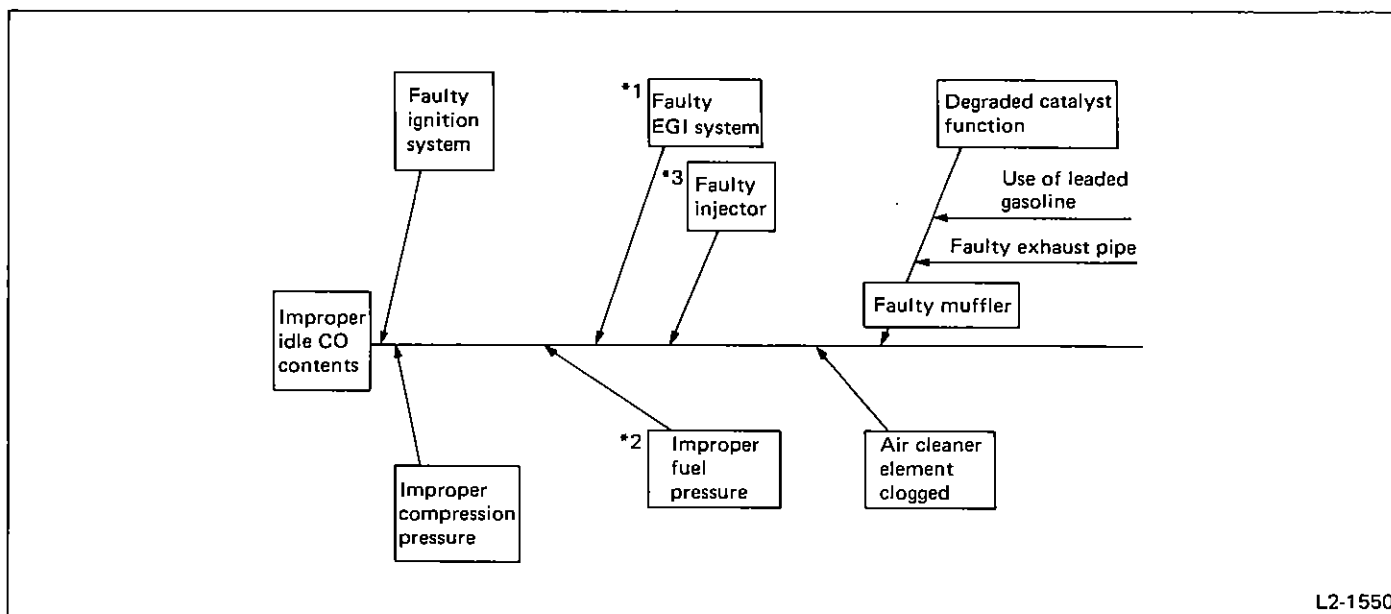 Faulty
ignition
system
*1
Faulty
EGI system
*3
Faulty
injector
Degraded catalyst
function
Use of leaded
gasoline
Faulty exhaust pipe
Faulty muffler
Improper
idle CO
contents
Improper
compression
pressure
*2
Improper
fuel
pressure
Air cleaner
element
clogged
L2-1550